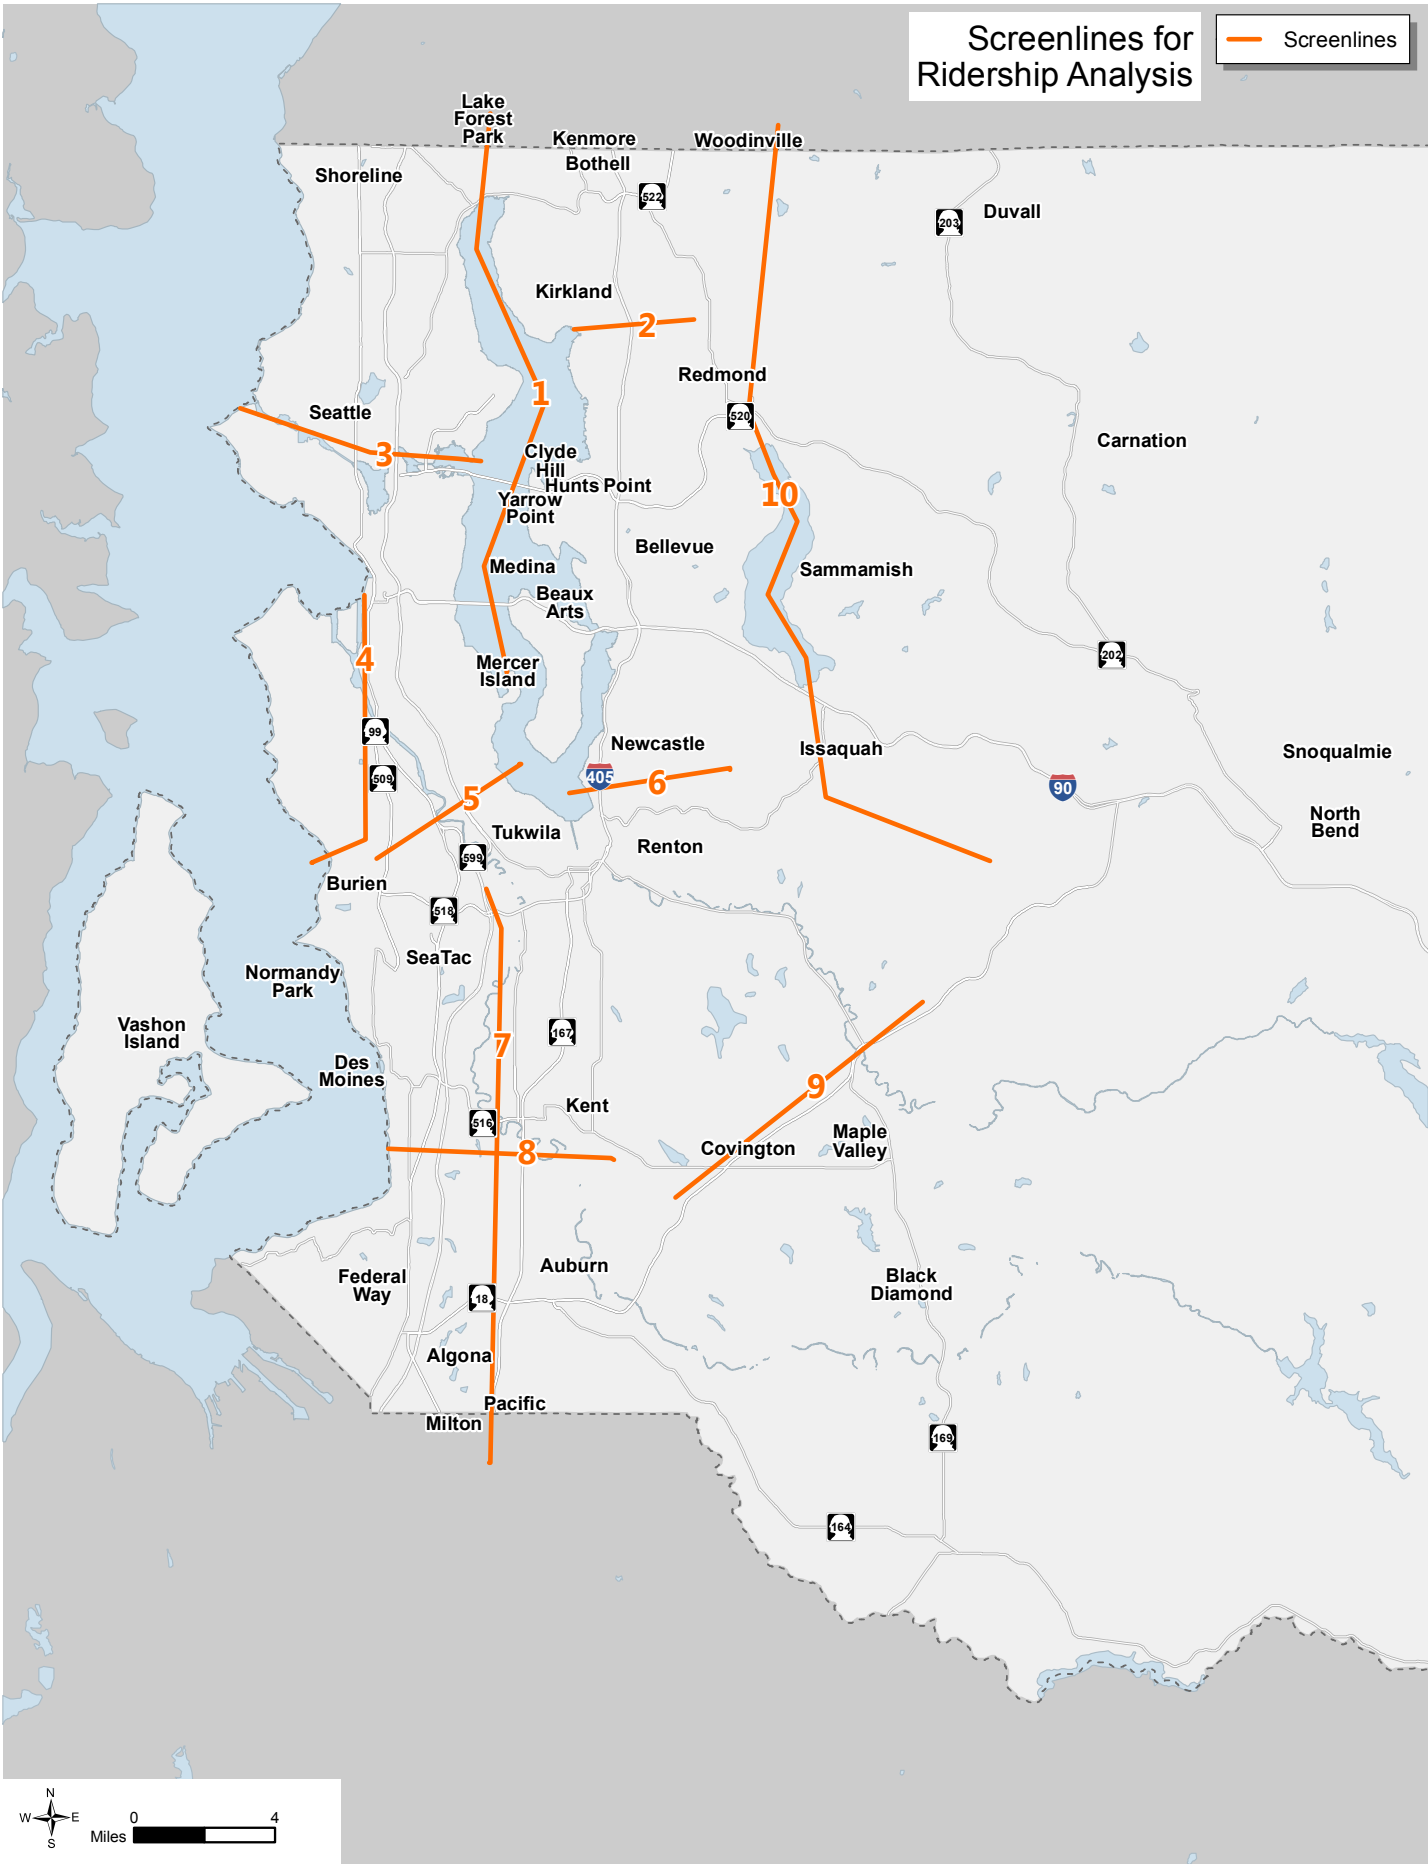 Screenlines for
Ridership Analysis
Screenlines
Lake
Forest
Park
Kenmore
Bothell
Woodinville
Shoreline
522
203
Duvall
Kirkland
2
Redmond
1
Seattle
520
3
Carnation
Clyde
Hill
Hunts Point
Yarrow
Point
10
Bellevue
Medina
Sammamish
Beaux
Arts
4
202
Mercer
Island
99
Newcastle
Issaquah
Snoqualmie
509
405
6
90
5
North
Bend
Tukwila
Renton
599
Burien
518
SeaTac
Normandy
Park
Vashon
Island
167
7
Des
Moines
9
Kent
516
Covington
Maple
Valley
8
Auburn
Federal
Way
Black
Diamond
18
Algona
Pacific
Milton
169
164
N
W E
S
0 4
Miles